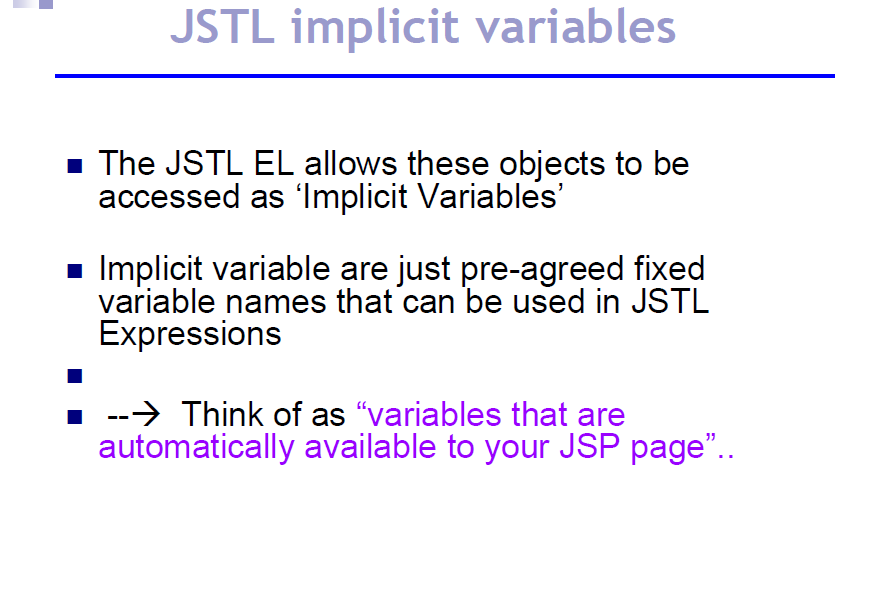 JSTL implicit variables
The JSTL EL allows these objects to be
accessed as ‘Implicit Variables’
Implicit variable are just pre-agreed fixed
variable names that can be used in JSTL
Expressions
--→ Think of as “variables that are
automatically available to your JSP page”..